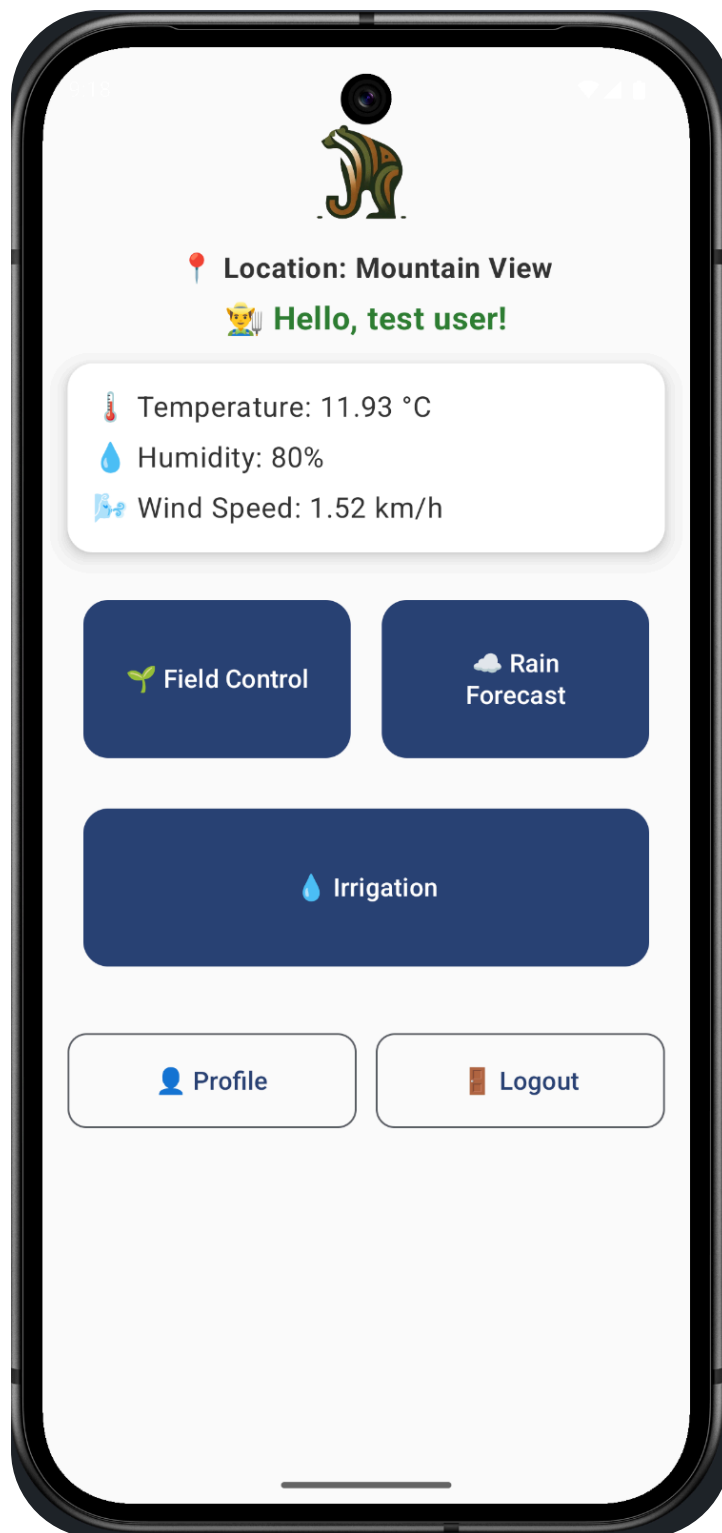 📍 Location: Mountain View
👨‍🌾 Hello, test user!
🌡️ Temperature: 11.93 °C
💧 Humidity: 80%
🌬️ Wind Speed: 1.52 km/h
🌱 Field Control
☁️ Rain
Forecast
💧 Irrigation
👤 Profile
🚪 Logout